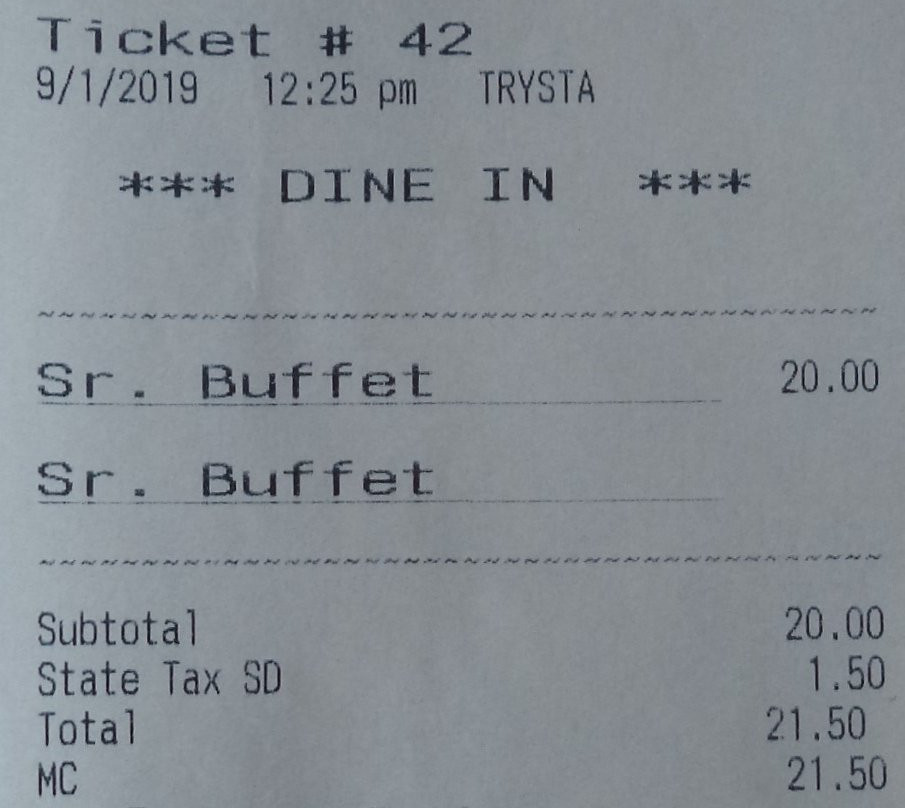 Ticket # 42
9/1/2019 12:25 pm TRYSTA
*** DINE IN ***
~~~~~~~~~~~~~~~~~~~~~~~~~~~~~~~~~~~~~~~~
Sr. Buffet 20.00
Sr. Buffet
~~~~~~~~~~~~~~~~~~~~~~~~~~~~~~~~~~~~~~~~
Subtotal 20.00
State Tax SD 1.50
Total 21.50
MC 21.50